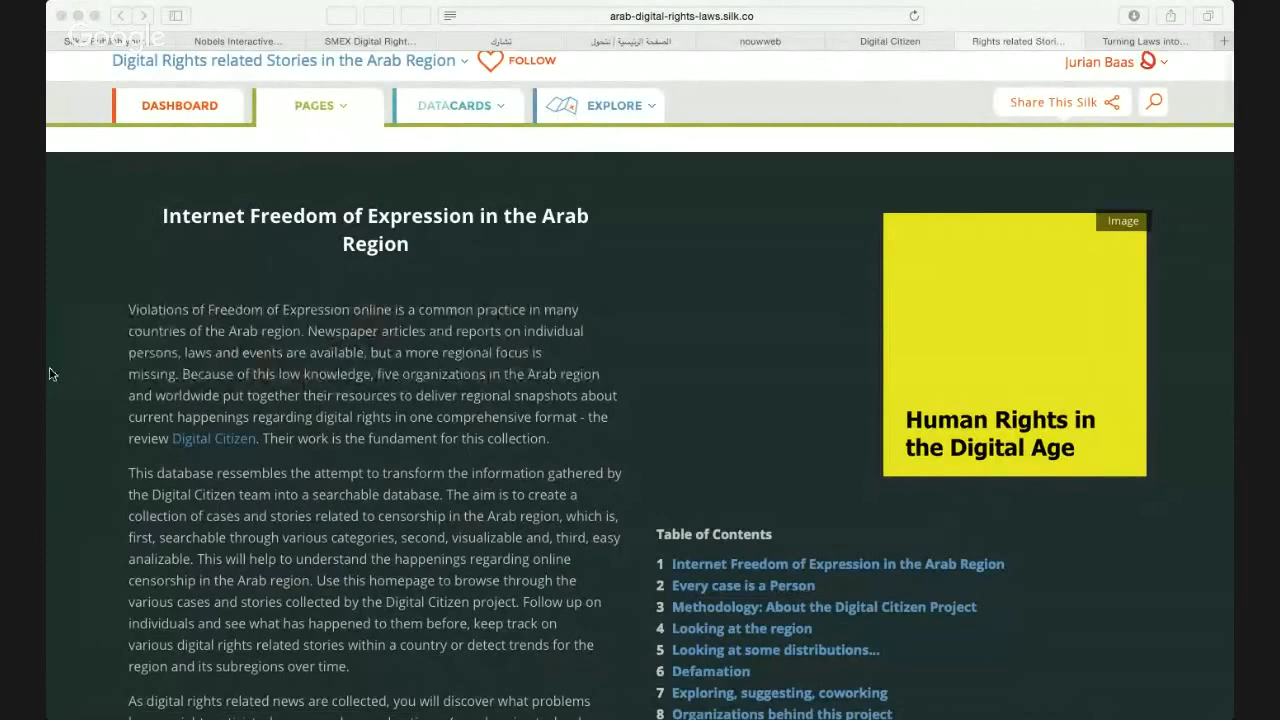 arab-digital-rights-laws.silk.co
Google
Nobels Interactive...
SMEX Digital Right...
تشارك
الصفحة الرئيسية | نتحول
nouwweb
Digital Citizen
Rights related Stori...
Turning Laws into...
Digital Rights related Stories in the Arab Region
FOLLOW
Jurian Baas
DASHBOARD
PAGES
DATACARDS
EXPLORE
Share This Silk
Internet Freedom of Expression in the Arab
Region
Violations of Freedom of Expression online is a common practice in many
countries of the Arab region. Newspaper articles and reports on individual
persons, laws and events are available, but a more regional focus is
missing. Because of this low knowledge, five organizations in the Arab region
and worldwide put together their resources to deliver regional snapshots about
current happenings regarding digital rights in one comprehensive format - the
review Digital Citizen. Their work is the fundament for this collection.
This database ressembles the attempt to transform the information gathered by
the Digital Citizen team into a searchable database. The aim is to create a
collection of cases and stories related to censorship in the Arab region, which is,
first, searchable through various categories, second, visualizable and, third, easy
analizable. This will help to understand the happenings regarding online
censorship in the Arab region. Use this homepage to browse through the
various cases and stories collected by the Digital Citizen project. Follow up on
individuals and see what has happened to them before, keep track on
various digital rights related stories within a country or detect trends for the
region and its subregions over time.
As digital rights related news are collected, you will discover what problems
Image
Human Rights in
the Digital Age
Table of Contents
1 Internet Freedom of Expression in the Arab Region
2 Every case is a Person
3 Methodology: About the Digital Citizen Project
4 Looking at the region
5 Looking at some distributions...
6 Defamation
7 Exploring, suggesting, coworking
8 Organizations behind this project